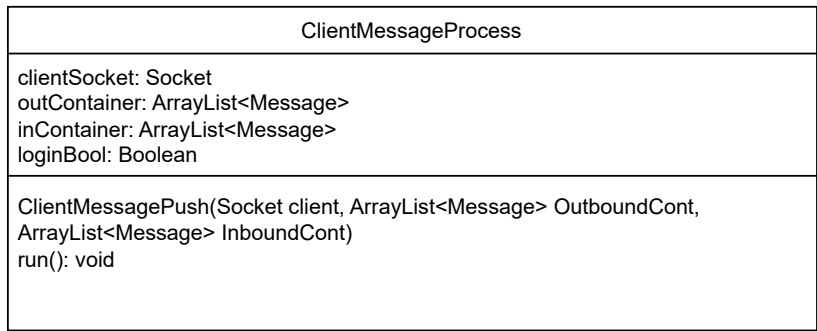 ClientMessageProcess
clientSocket: Socket
outContainer: ArrayList<Message>
inContainer: ArrayList<Message>
loginBool: Boolean
ClientMessagePush(Socket client, ArrayList<Message> OutboundCont,
ArrayList<Message> InboundCont)
run(): void